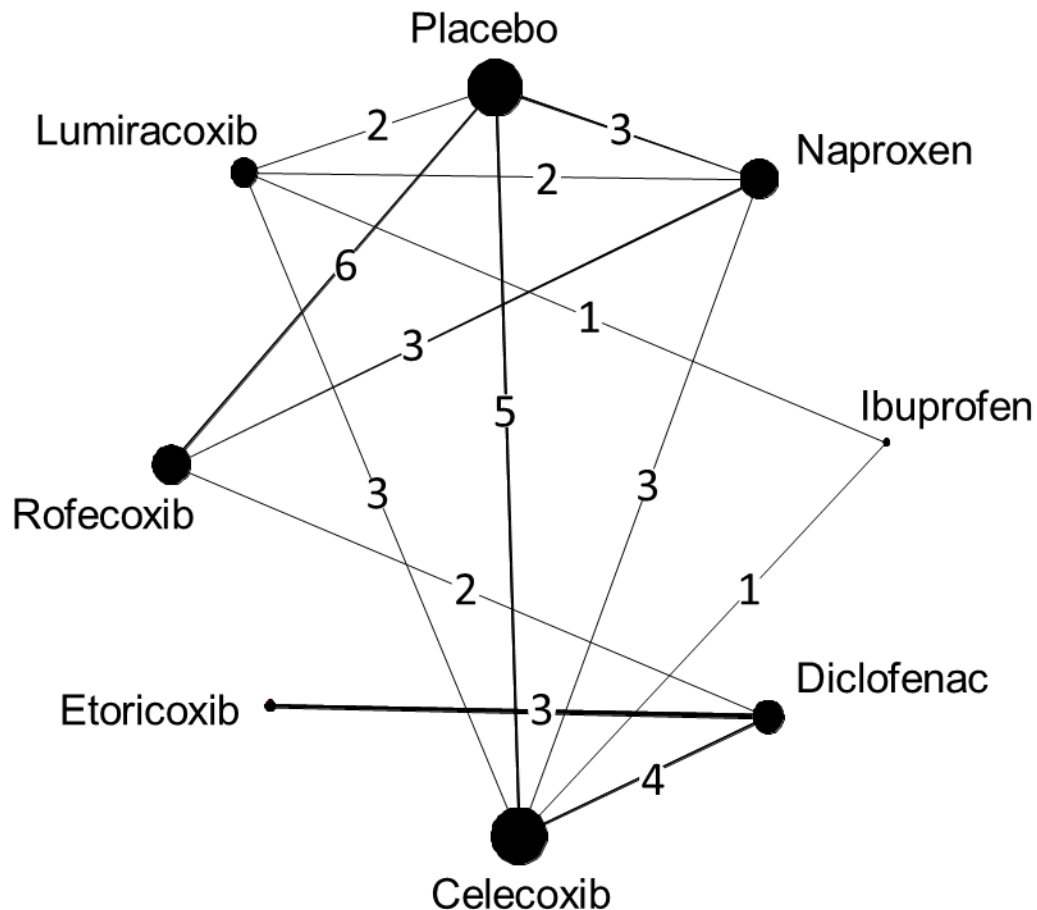 Placebo
Lumiracoxib
2
3
Naproxen
2
6
1
3
Ibuprofen
5
3
3
Rofecoxib
2
1
Diclofenac
Etoricoxib
3
4
Celecoxib